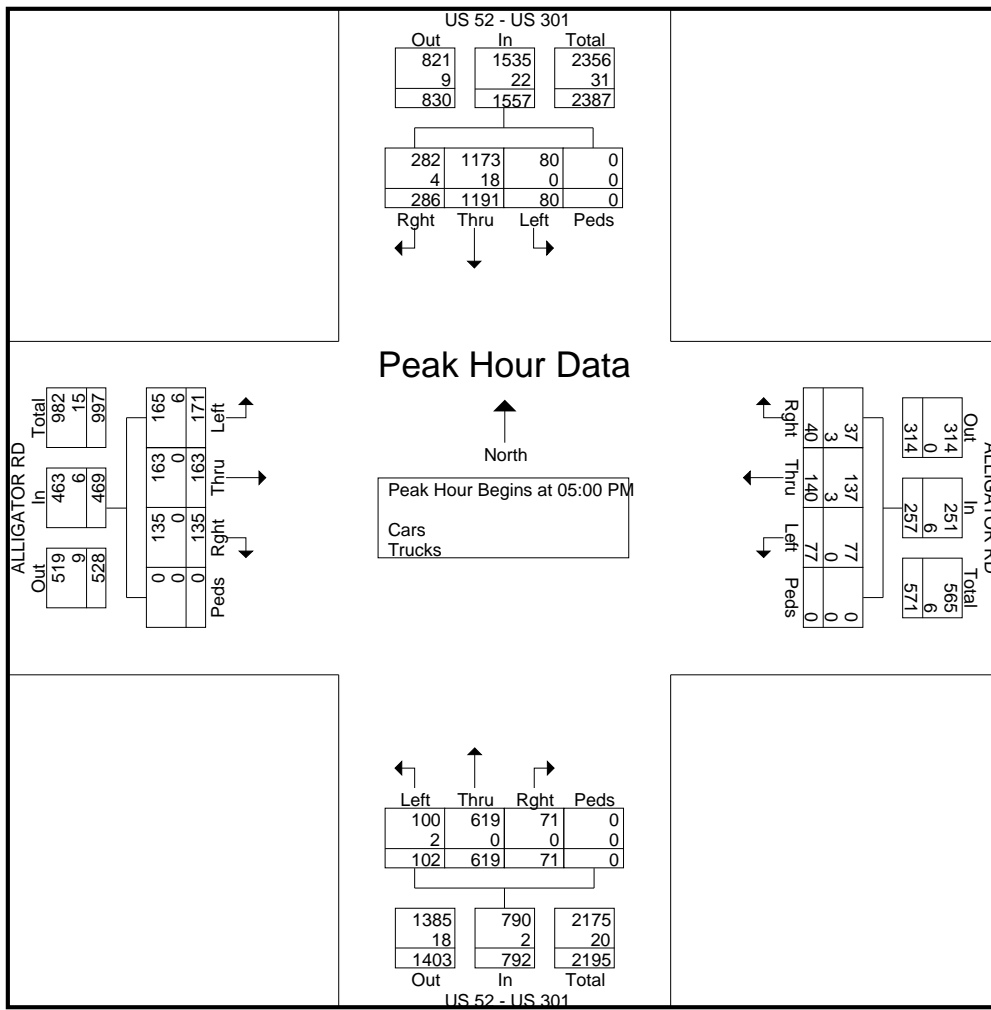 US 52 - US 301
Out In Total
821 1535 2356
9 22 31
830 1557 2387
282 1173 80 0
4 18 0 0
286 1191 80 0
Rght Thru Left Peds
Peak Hour Data
North
Peak Hour Begins at 05:00 PM
Cars
Trucks
ALLIGATOR RD
Out In Total
519 463 982
9 6 15
528 469 997
165 163 135 0
6 0 0 0
171 163 135 0
Left Thru Rght Peds
ALLIGATOR RD
Out In Total
314 251 565
0 6 6
314 257 571
37 137 77 0
3 3 0 0
40 140 77 0
Rght Thru Left Peds
Left Thru Rght Peds
100 619 71 0
2 0 0 0
102 619 71 0
1385 790 2175
18 2 20
1403 792 2195
Out In Total
US 52 - US 301